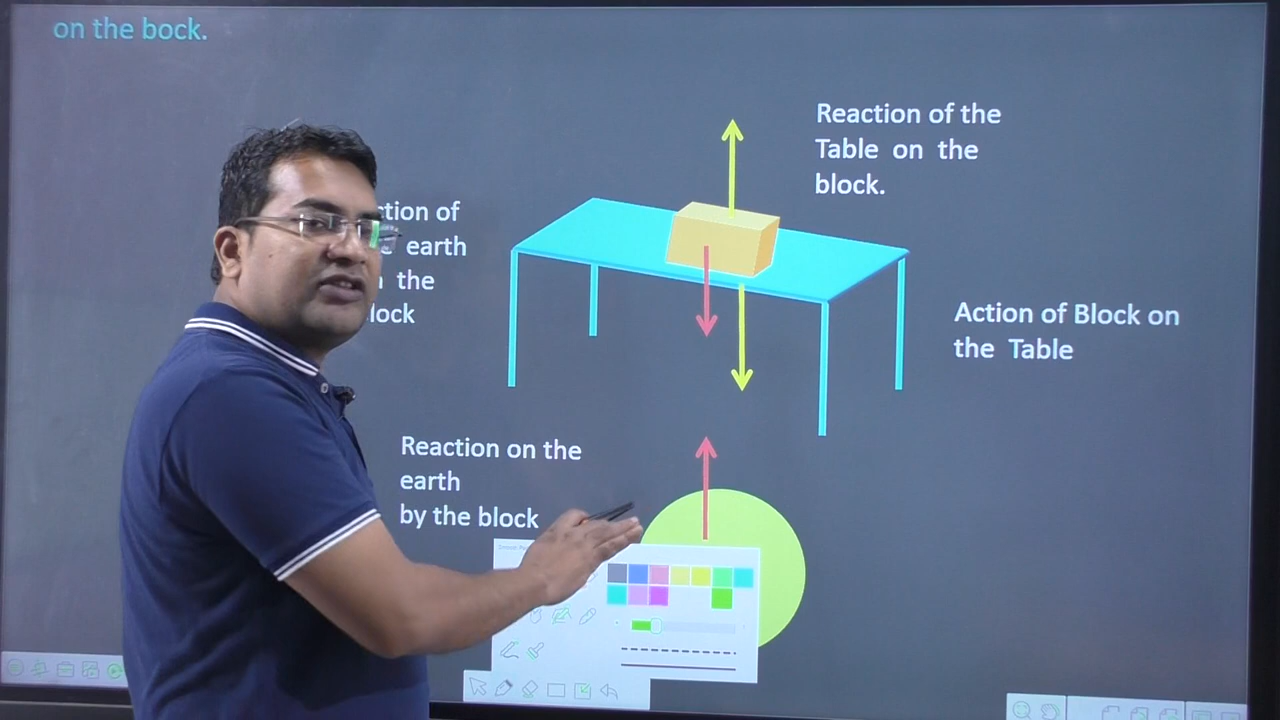 on the bock.
Reaction of the
Table on the
block.
ction of
earth
the
lock
Action of Block on
the Table
Reaction on the
earth
by the block